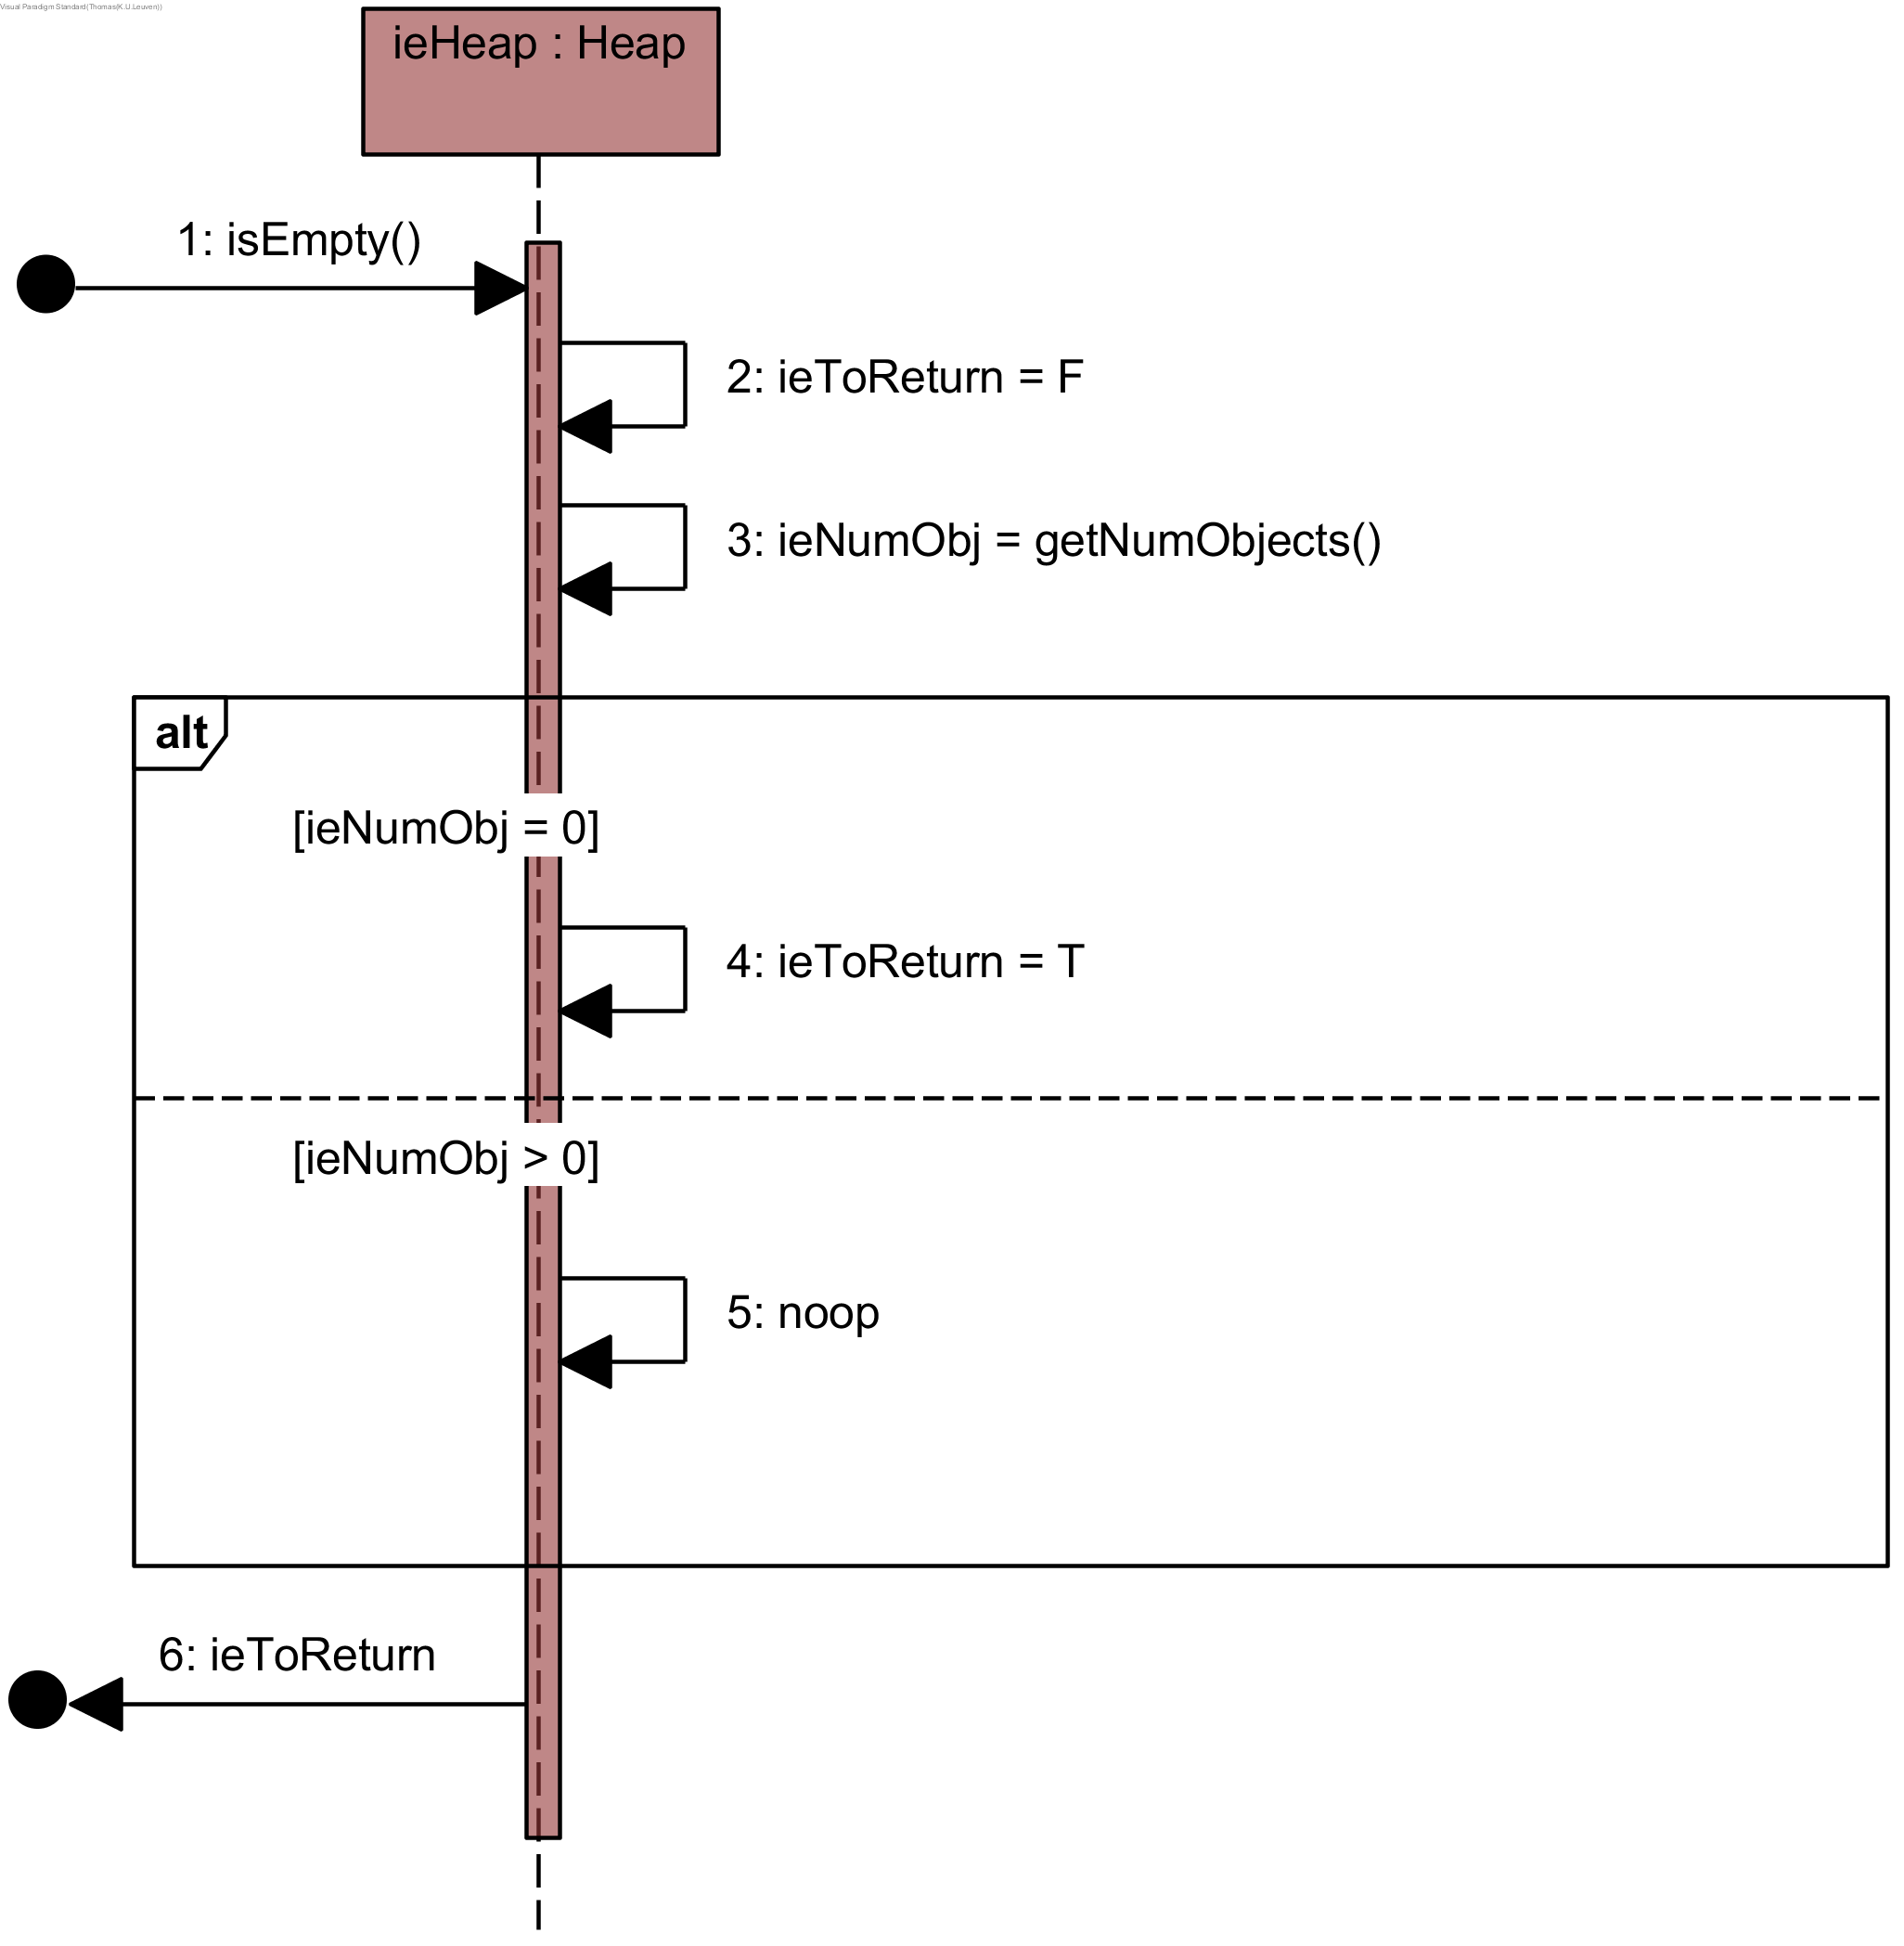 Visual Paradigm Standard(Thomas(K.U.Leuven))
ieHeap : Heap
1: isEmpty()
2: ieToReturn = F
3: ieNumObj = getNumObjects()
alt
[ieNumObj = 0]
4: ieToReturn = T
[ieNumObj > 0]
5: noop
6: ieToReturn